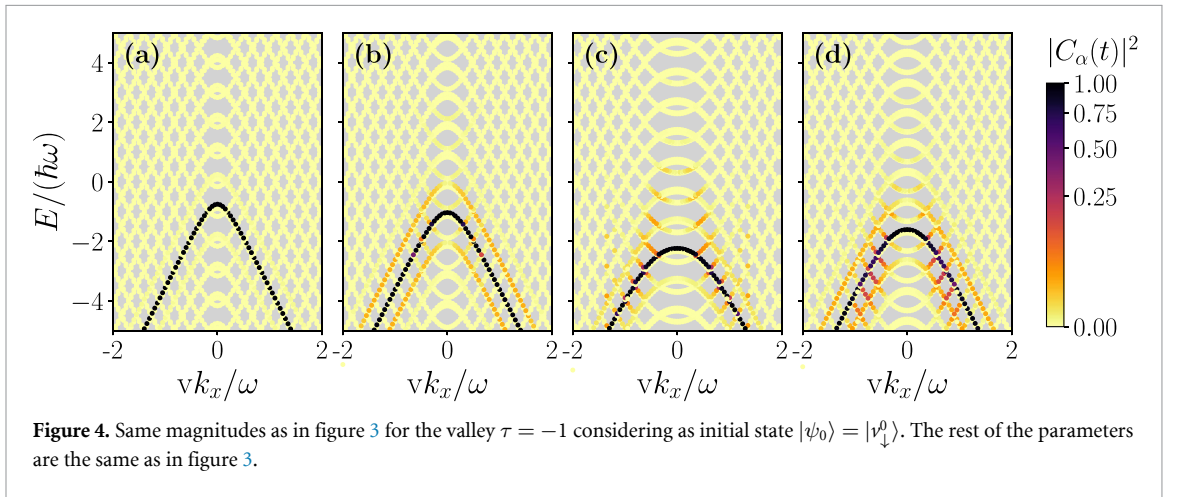 (a) (b) (c) (d)
|C_α(t)|²
1.00
0.75
0.25
0.00
E/(ħω)
4
2
0
−2
−4
-2 0 2 -2 0 2 -2 0 2 -2 0 2
vk_x/ω vk_x/ω vk_x/ω vk_x/ω
Figure 4. Same magnitudes as in figure 3 for the valley τ = −1 considering as initial state |ψ₀⟩ = |ν⁰↓⟩. The rest of the parameters
are the same as in figure 3.